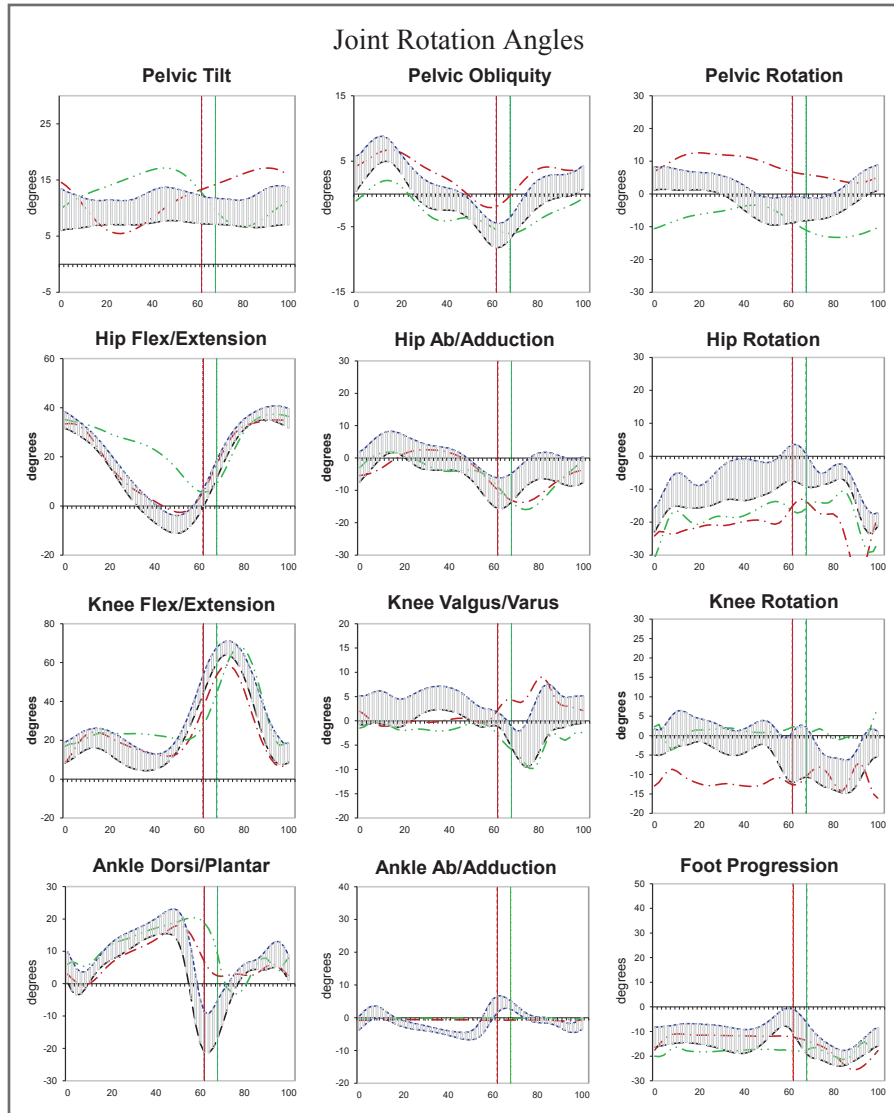 Joint Rotation Angles
Pelvic Tilt
Pelvic Obliquity
Pelvic Rotation
degrees
25
15
5
-5
0 20 40 60 80 100
degrees
15
5
-5
-15
0 20 40 60 80 100
degrees
30
20
10
0
-10
-20
-30
0 20 40 60 80 100
Hip Flex/Extension
Hip Ab/Adduction
Hip Rotation
degrees
60
40
20
0
-20
0 20 40 60 80 100
degrees
30
20
10
0
-10
-20
-30
0 20 40 60 80 100
degrees
30
20
10
0
-10
-20
-30
0 20 40 60 80 100
Knee Flex/Extension
Knee Valgus/Varus
Knee Rotation
degrees
80
60
40
20
0
-20
0 20 40 60 80 100
degrees
20
15
10
5
0
-5
-10
-15
-20
0 20 40 60 80 100
degrees
30
25
20
15
10
5
0
-5
-10
-15
-20
0 20 40 60 80 100
Ankle Dorsi/Plantar
Ankle Ab/Adduction
Foot Progression
degrees
30
20
10
0
-10
-20
-30
0 20 40 60 80 100
degrees
40
30
20
10
0
-10
-20
0 20 40 60 80 100
degrees
50
40
30
20
10
0
-10
-20
-30
0 20 40 60 80 100